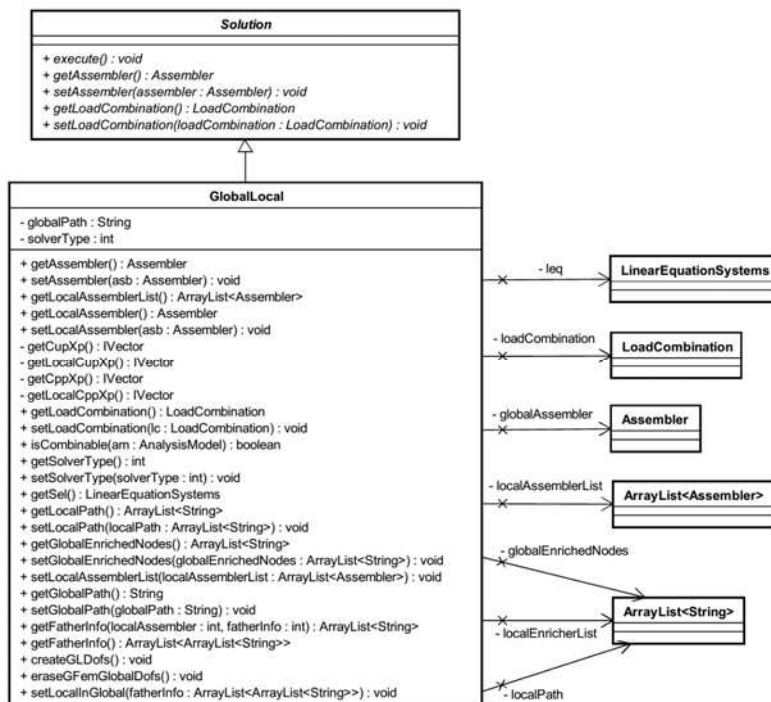 Solution
+ execute() : void
+ getAssembler() : Assembler
+ setAssembler(assembler : Assembler) : void
+ getLoadCombination() : LoadCombination
+ setLoadCombination(loadCombination : LoadCombination) : void
GlobalLocal
- globalPath : String
- solverType : int
+ getAssembler() : Assembler
+ setAssembler(asb : Assembler) : void
+ getLocalAssemblerList() : ArrayList<Assembler>
+ getLocalAssembler() : Assembler
+ setLocalAssembler(asb : Assembler) : void
- getCupXp() : IVector
- getLocalCupXp() : IVector
- getCppXp() : IVector
- getLocalCppXp() : IVector
+ getLoadCombination() : LoadCombination
+ setLoadCombination(lc : LoadCombination) : void
+ isCombinable(am : AnalysisModel) : boolean
+ getSolverType() : int
+ setSolverType(solverType : int) : void
+ getSel() : LinearEquationSystems
+ getLocalPath() : ArrayList<String>
+ setLocalPath(localPath : ArrayList<String>) : void
+ getGlobalEnrichedNodes() : ArrayList<String>
+ setGlobalEnrichedNodes(globalEnrichedNodes : ArrayList<String>) : void
+ setLocalAssemblerList(localAssemblerList : ArrayList<Assembler>) : void
+ getGlobalPath() : String
+ setGlobalPath(globalPath : String) : void
+ getFatherInfo(localAssembler : int, fatherInfo : int) : ArrayList<String>
+ getFatherInfo() : ArrayList<ArrayList<String>>
+ createGLDofs() : void
+ eraseGFemGlobalDofs() : void
+ setLocalInGlobal(fatherInfo : ArrayList<ArrayList<String>>) : void
- leq
LinearEquationSystems
- loadCombination
LoadCombination
- globalAssembler
Assembler
- localAssemblerList
ArrayList<Assembler>
- globalEnrichedNodes
ArrayList<String>
- localEnricherList
- localPath